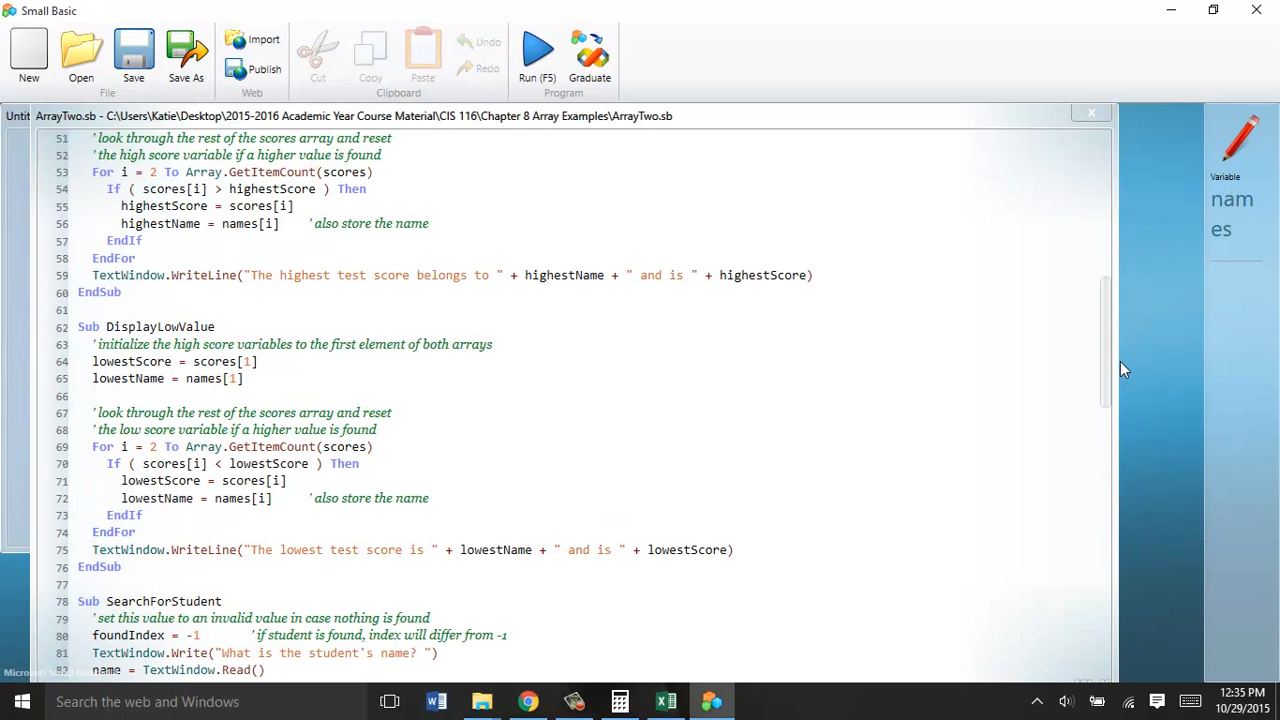 Small Basic
New
Open
Save
Save As
Import
Publish
Cut
Copy
Paste
Undo
Redo
Run (F5)
Graduate
File
Web
Clipboard
Program
Untit
ArrayTwo.sb - C:\Users\Katie\Desktop\2015-2016 Academic Year Course Material\CIS 116\Chapter 8 Array Examples\ArrayTwo.sb
51 'look through the rest of the scores array and reset
52 'the high score variable if a higher value is found
53 For i = 2 To Array.GetItemCount(scores)
54 If ( scores[i] > highestScore ) Then
55 highestScore = scores[i]
56 highestName = names[i] 'also store the name
57 EndIf
58 EndFor
59 TextWindow.WriteLine("The highest test score belongs to " + highestName + " and is " + highestScore)
60 EndSub
61
62 Sub DisplayLowValue
63 'initialize the high score variables to the first element of both arrays
64 lowestScore = scores[1]
65 lowestName = names[1]
66
67 'look through the rest of the scores array and reset
68 'the low score variable if a higher value is found
69 For i = 2 To Array.GetItemCount(scores)
70 If ( scores[i] < lowestScore ) Then
71 lowestScore = scores[i]
72 lowestName = names[i] 'also store the name
73 EndIf
74 EndFor
75 TextWindow.WriteLine("The lowest test score is " + lowestName + " and is " + lowestScore)
76 EndSub
77
78 Sub SearchForStudent
79 'set this value to an invalid value in case nothing is found
80 foundIndex = -1 'if student is found, index will differ from -1
81 TextWindow.Write("What is the student's name? ")
82 name = TextWindow.Read()
Variable
nam
es
Search the web and Windows
12:35 PM
10/29/2015